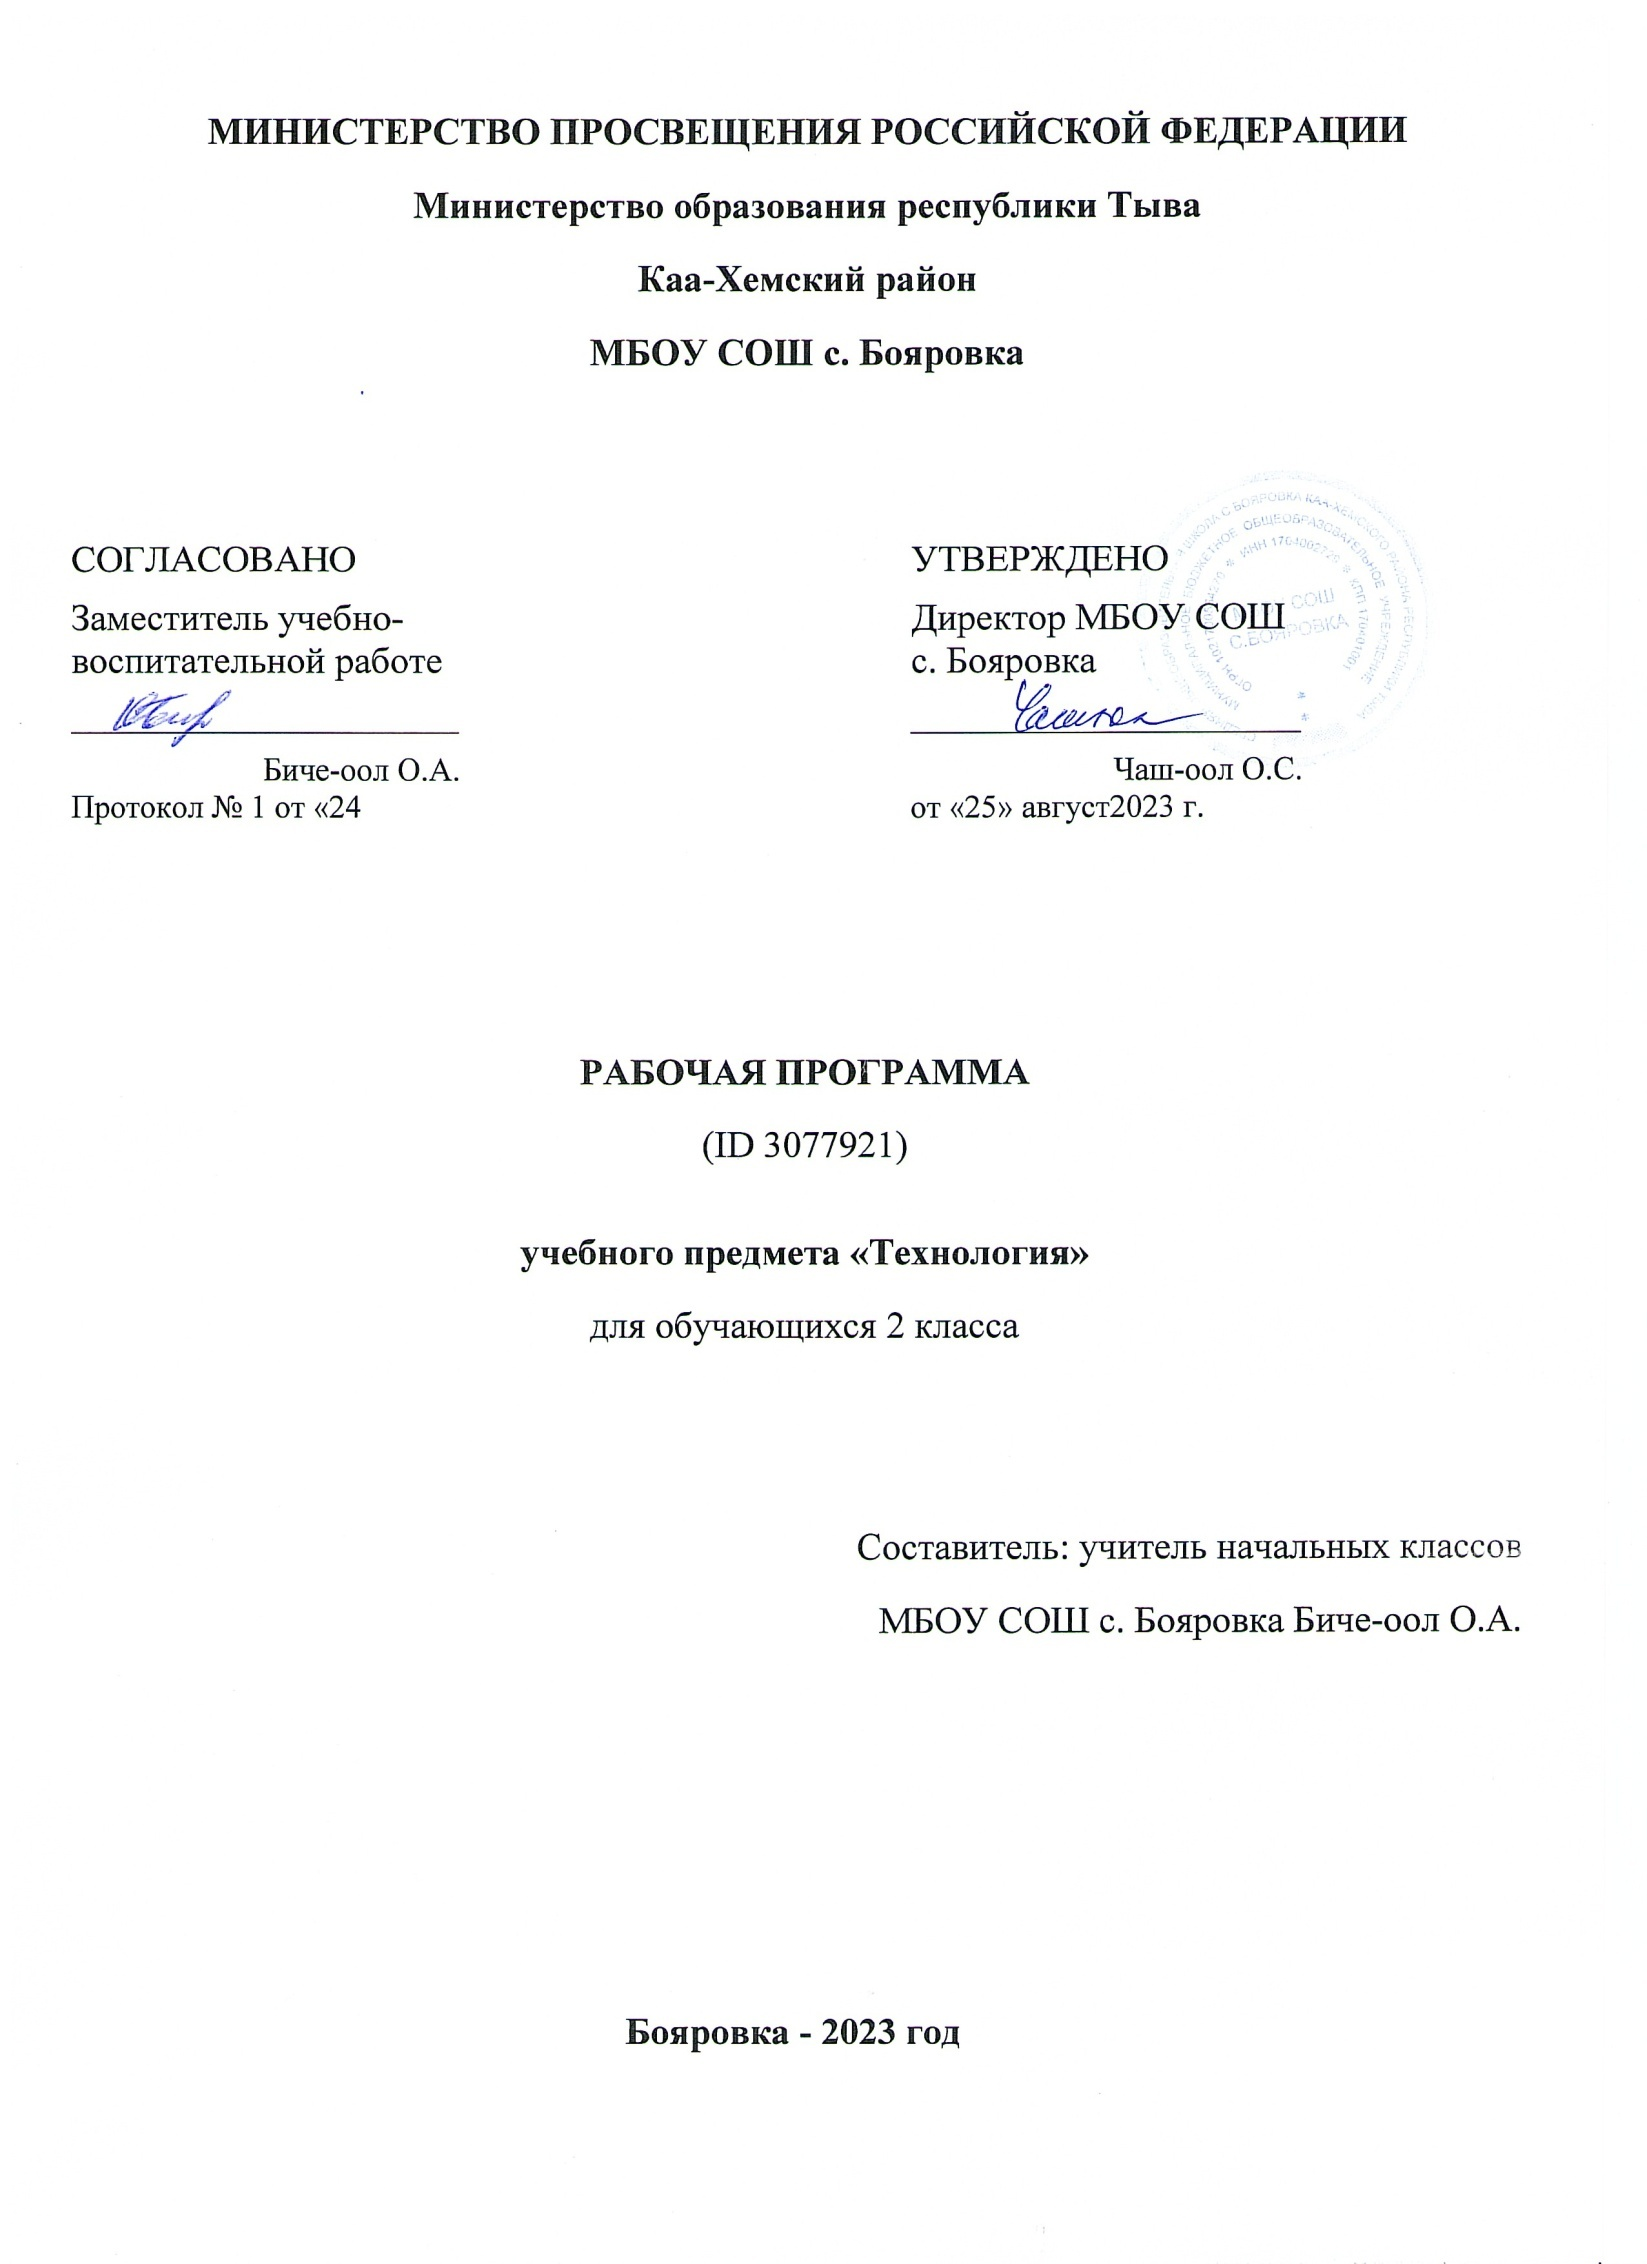 МИНИСТЕРСТВО ПРОСВЕЩЕНИЯ РОССИЙСКОЙ ФЕДЕРАЦИИ
Министерство образования республики Тыва
Каа-Хемский район
МБОУ СОШ с. Бояровка
СОГЛАСОВАНО
Заместитель учебно-
воспитательной работе
Биче-оол О.А.
Протокол № 1 от «24
УТВЕРЖДЕНО
Директор МБОУ СОШ
с. Бояровка
Чаш-оол О.С.
от «25» август2023 г.
СОШ
С.БОЯРОВКА
РАБОЧАЯ ПРОГРАММА
(ID 3077921)
учебного предмета «Технология»
для обучающихся 2 класса
Составитель: учитель начальных классов
МБОУ СОШ с. Бояровка Биче-оол О.А.
Бояровка - 2023 год